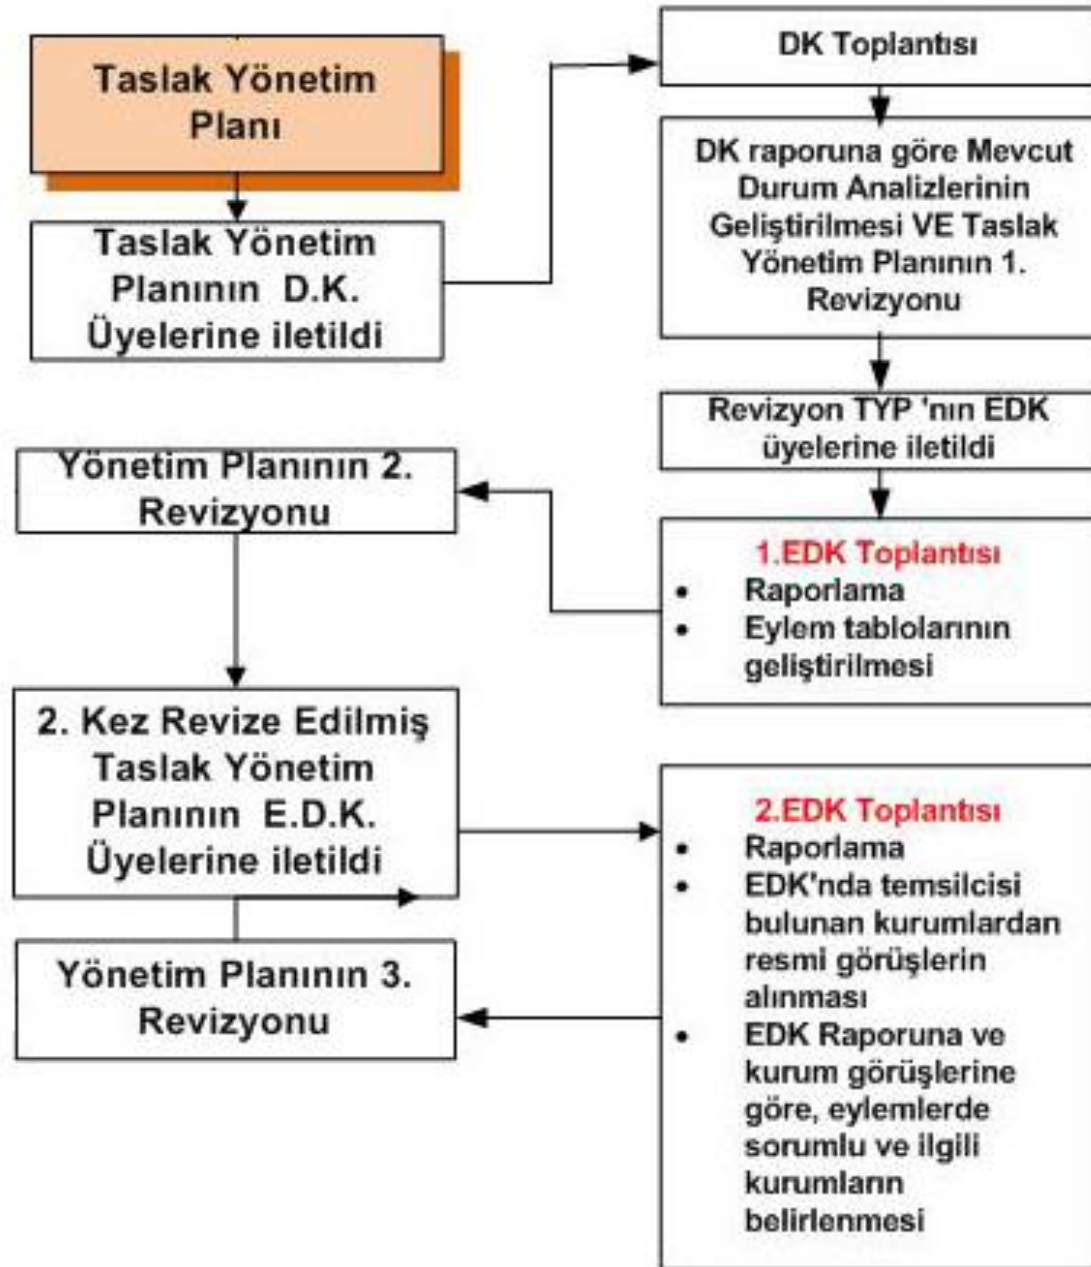 Taslak Yönetim
Planı
Taslak Yönetim
Planının D.K.
Üyelerine iletildi
DK Toplantısı
DK raporuna göre Mevcut
Durum Analizlerinin
Geliştirilmesi VE Taslak
Yönetim Planının 1.
Revizyonu
Revizyon TYP 'nın EDK
üyelerine iletildi
1.EDK Toplantısı
• Raporlama
• Eylem tablolarının
geliştirilmesi
Yönetim Planının 2.
Revizyonu
2. Kez Revize Edilmiş
Taslak Yönetim
Planının E.D.K.
Üyelerine iletildi
2.EDK Toplantısı
• Raporlama
• EDK'nda temsilcisi
bulunan kurumlardan
resmi görüşlerin
alınması
• EDK Raporuna ve
kurum görüşlerine
göre, eylemlerde
sorumlu ve ilgili
kurumların
belirlenmesi
Yönetim Planının 3.
Revizyonu